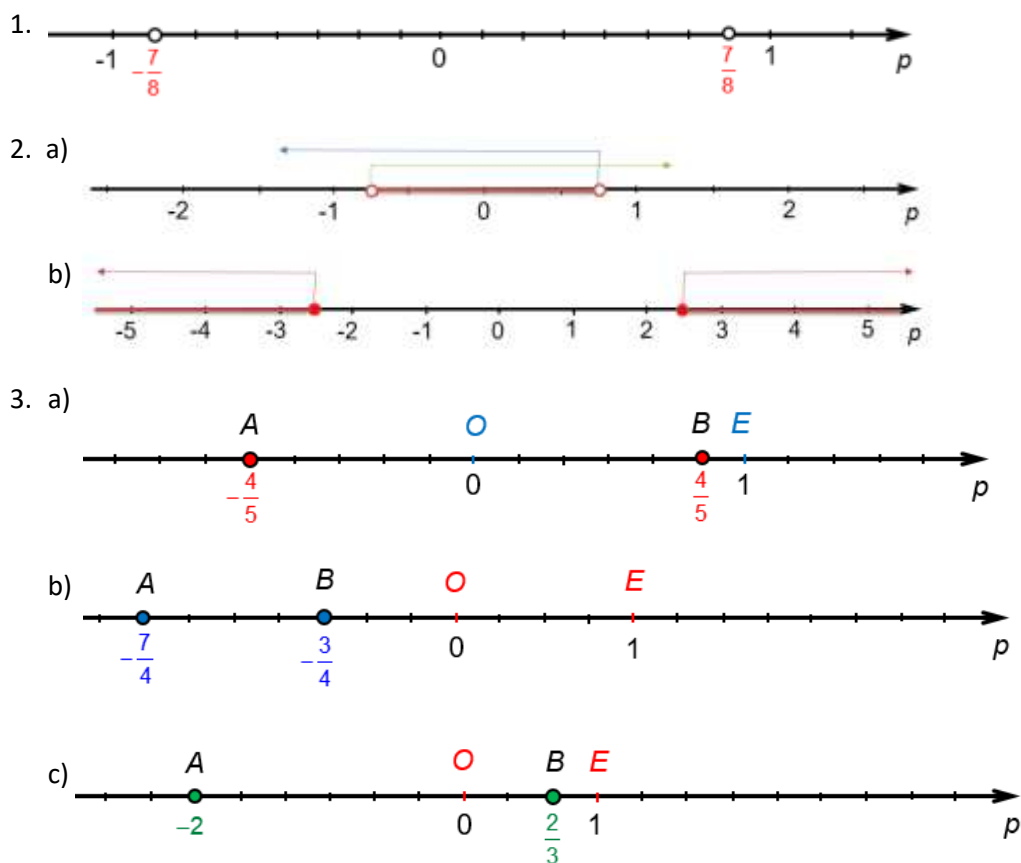 1.
-1 0 1 p
−7/8 7/8
2. a)
-2 -1 0 1 2 p
b)
-5 -4 -3 -2 -1 0 1 2 3 4 5 p
3. a)
A O B E
−4/5 0 4/5 1 p
b)
A B O E
−7/4 −3/4 0 1 p
c)
A O B E
−2 0 2/3 1 p